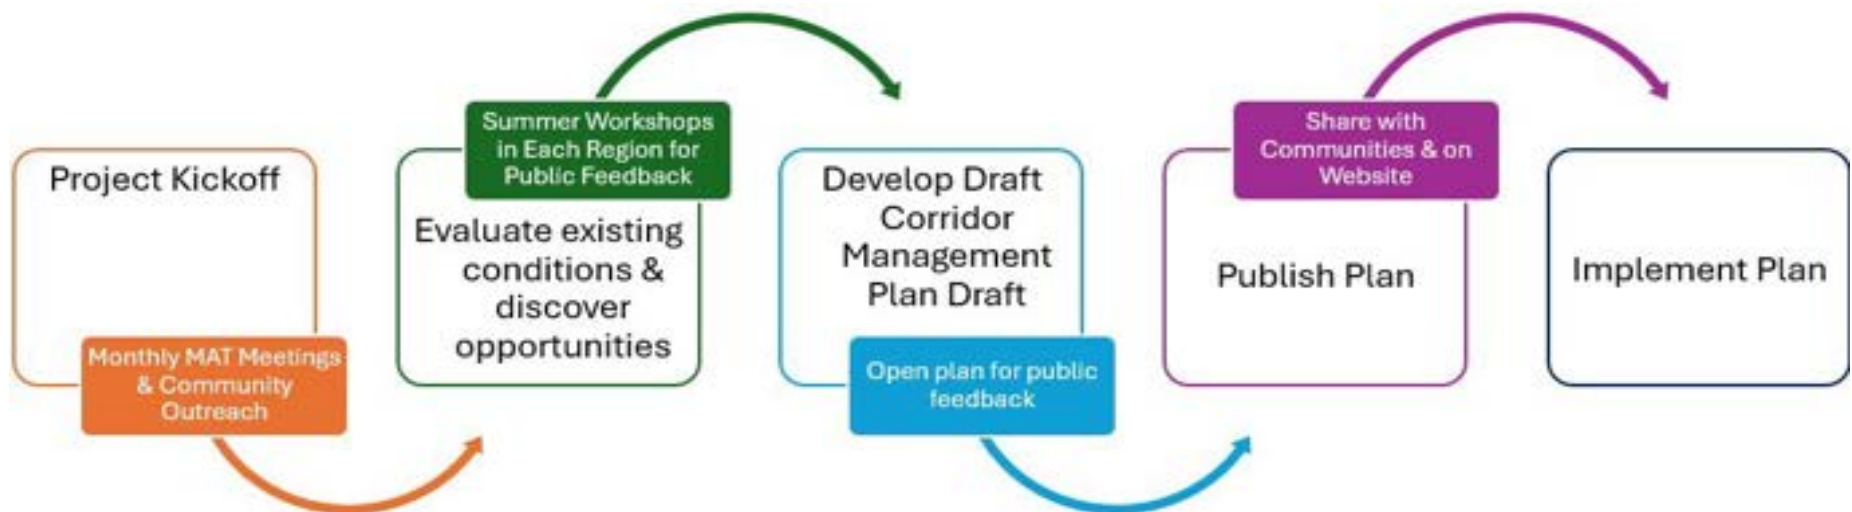 Project Kickoff
Monthly MAT Meetings
& Community
Outreach
Summer Workshops
in Each Region for
Public Feedback
Evaluate existing
conditions &
discover
opportunities
Develop Draft
Corridor
Management
Plan Draft
Open plan for public
feedback
Share with
Communities & on
Website
Publish Plan
Implement Plan